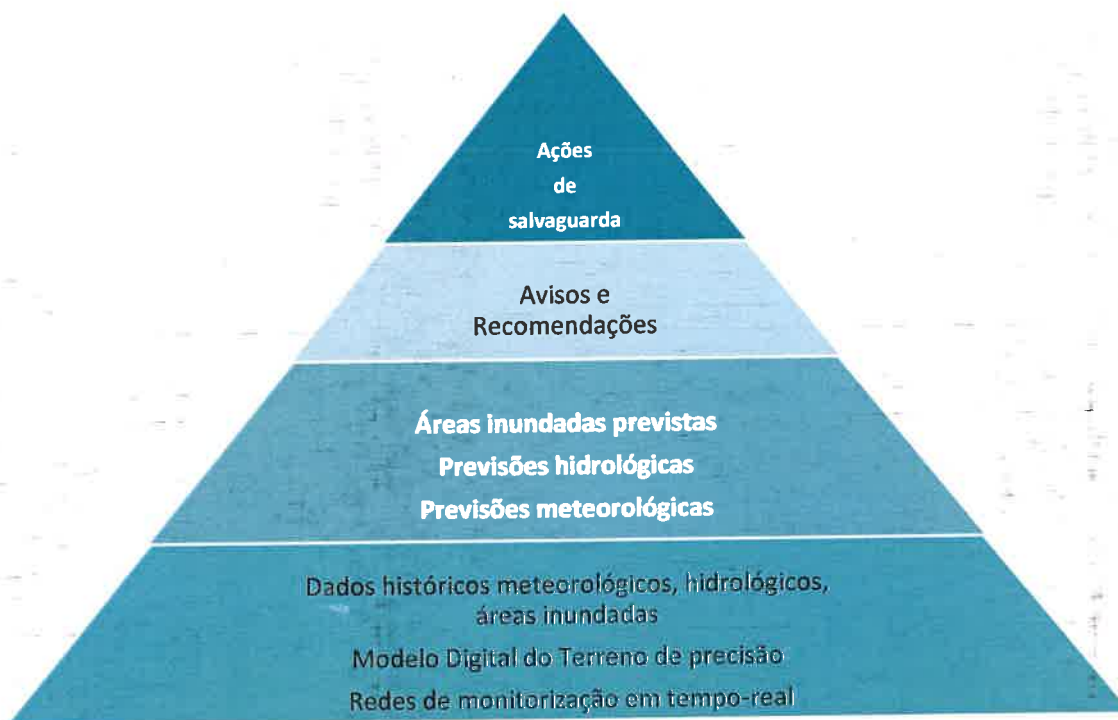 Ações
de
salvaguarda
Avisos e
Recomendações
Áreas inundadas previstas
Previsões hidrológicas
Previsões meteorológicas
Dados históricos meteorológicos, hidrológicos,
áreas inundadas
Modelo Digital do Terreno de precisão
Redes de monitorização em tempo-real